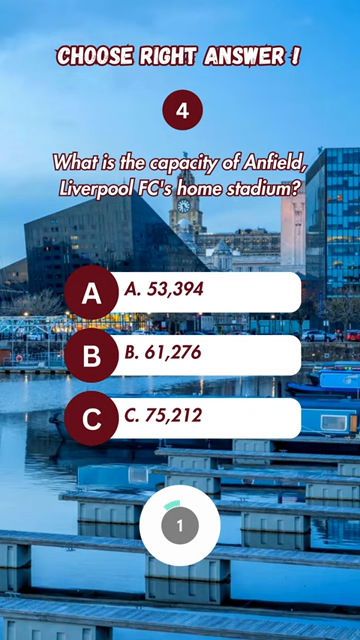 CHOOSE RIGHT ANSWER !
4
What is the capacity of Anfield,
Liverpool FC's home stadium?
A A. 53,394
B B. 61,276
C C. 75,212
1